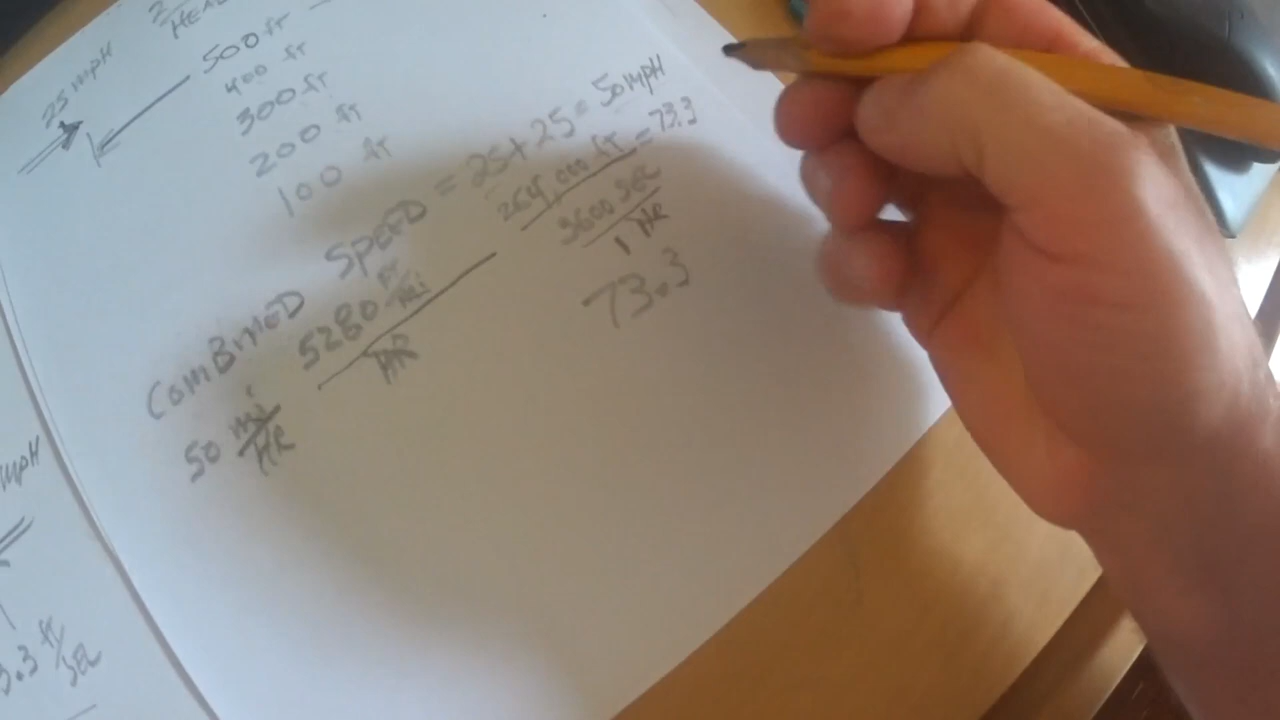 25 mpH
500 ft
400 ft
300 ft
200 ft
100 ft
ComBineD SPEED = 25+25 = 50 mpH
50 mi/HR 5280 FT/mi / HR
264,000 ft = 73.3
3600 SEC
1 HR
73.3
mpH
3.3 ft/SEC